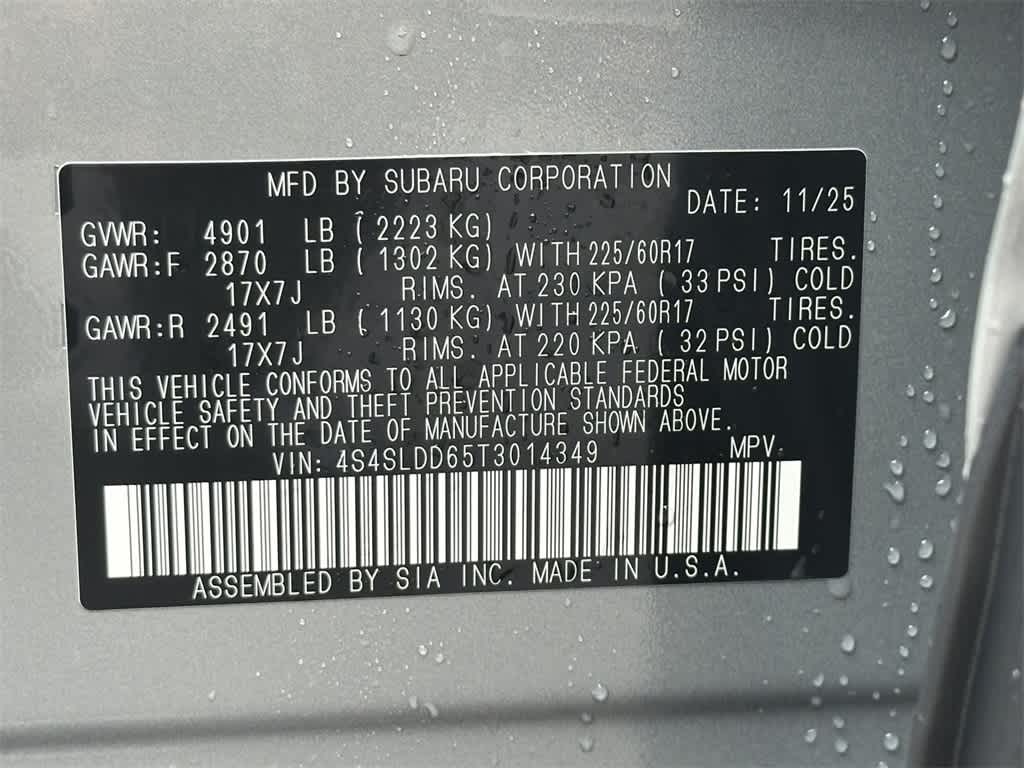 MFD BY SUBARU CORPORATION
DATE: 11/25
GVWR: 4901 LB ( 2223 KG)
GAWR:F 2870 LB ( 1302 KG) WITH 225/60R17 TIRES.
17X7J RIMS. AT 230 KPA ( 33 PSI) COLD
GAWR:R 2491 LB ( 1130 KG) WITH 225/60R17 TIRES.
17X7J RIMS. AT 220 KPA ( 32 PSI) COLD
THIS VEHICLE CONFORMS TO ALL APPLICABLE FEDERAL MOTOR
VEHICLE SAFETY AND THEFT PREVENTION STANDARDS
IN EFFECT ON THE DATE OF MANUFACTURE SHOWN ABOVE.
VIN: 4S4SLDD65T3014349 MPV
ASSEMBLED BY SIA INC. MADE IN U.S.A.